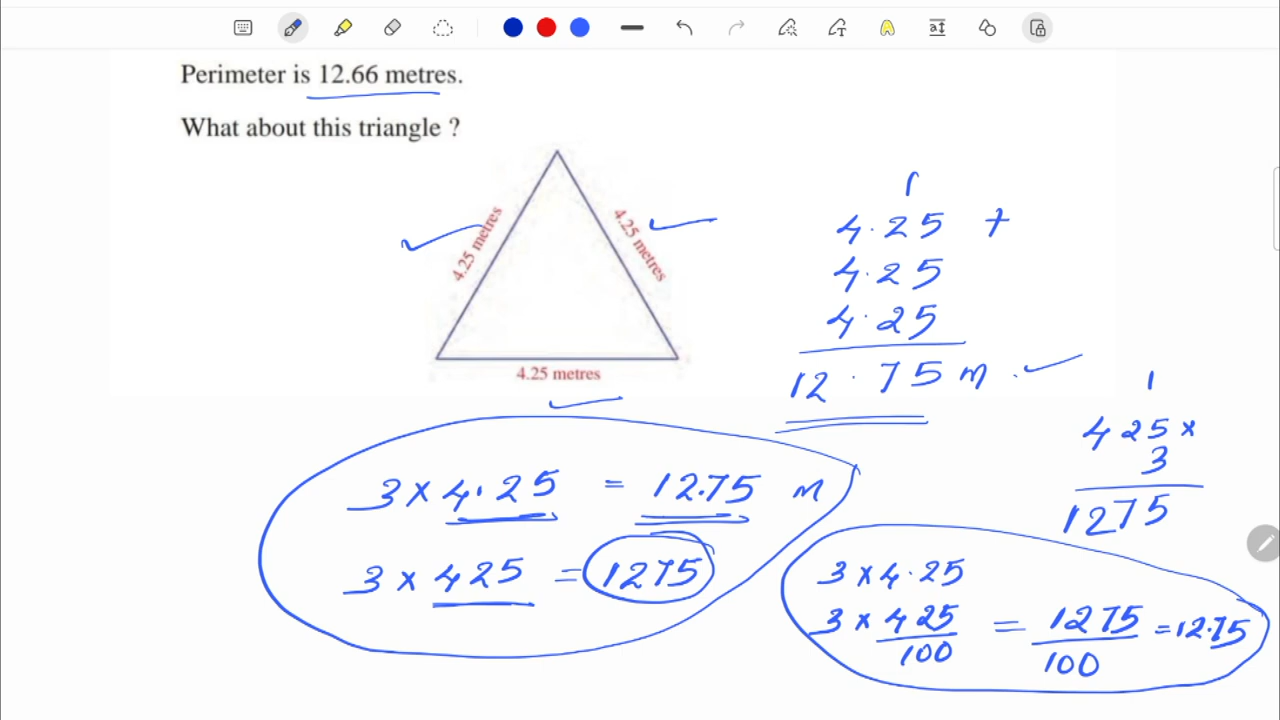 Perimeter is 12.66 metres.
What about this triangle ?
4.25 metres
4.25 metres
4.25 metres
1
4.25 +
4.25
4.25
12.75 m
3 × 4.25 = 12.75 m
3 × 425 = 1275
1
425 ×
3
1275
3 × 4.25
3 × 425/100 = 1275/100 = 12.75